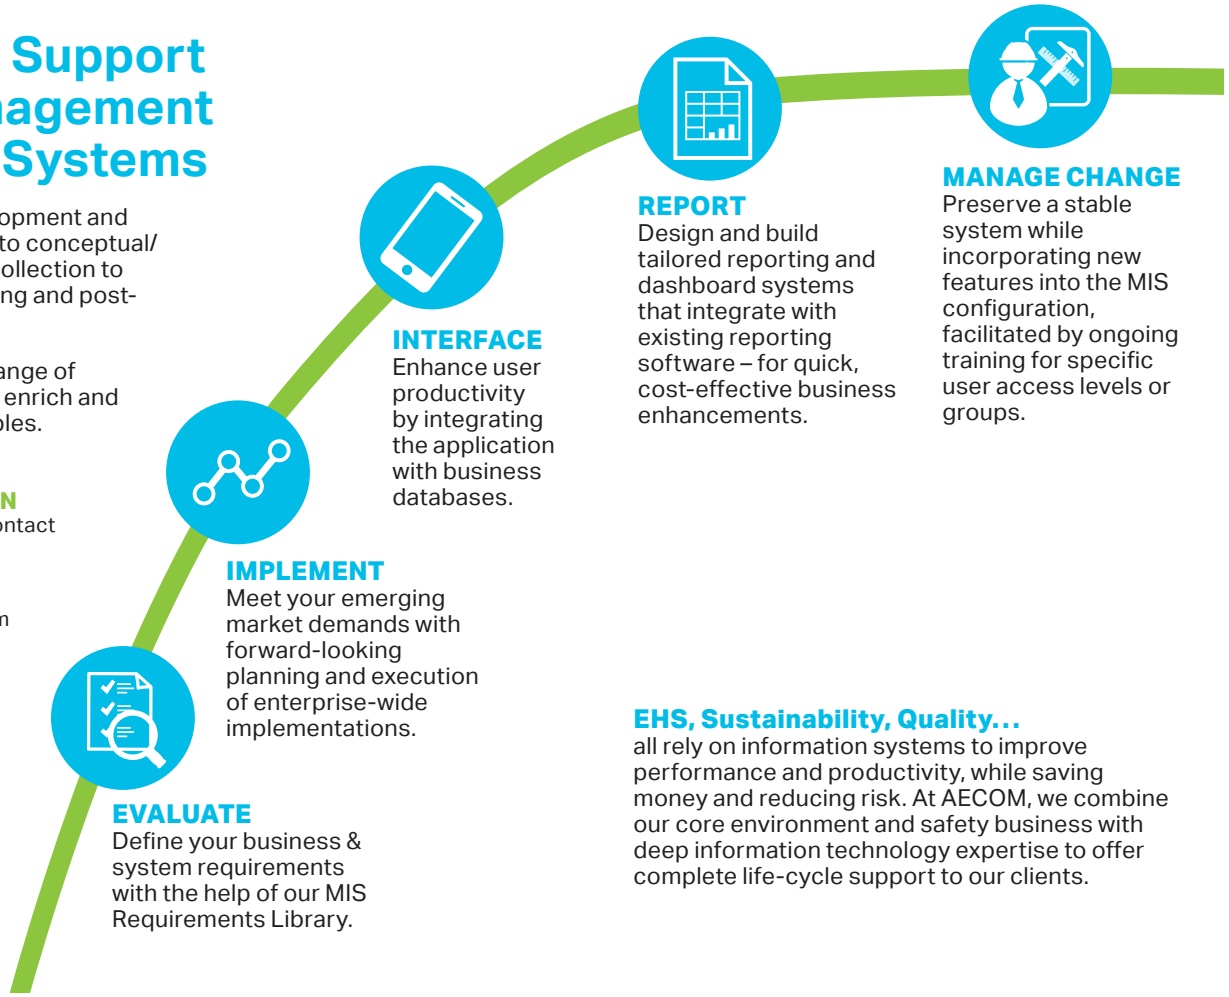 Support
nagement
Systems
opment and
to conceptual/
ollection to
ng and post-
ange of
enrich and
les.
N
ontact
EVALUATE
Define your business &
system requirements
with the help of our MIS
Requirements Library.
IMPLEMENT
Meet your emerging
market demands with
forward-looking
planning and execution
of enterprise-wide
implementations.
INTERFACE
Enhance user
productivity
by integrating
the application
with business
databases.
REPORT
Design and build
tailored reporting and
dashboard systems
that integrate with
existing reporting
software – for quick,
cost-effective business
enhancements.
MANAGE CHANGE
Preserve a stable
system while
incorporating new
features into the MIS
configuration,
facilitated by ongoing
training for specific
user access levels or
groups.
EHS, Sustainability, Quality...
all rely on information systems to improve
performance and productivity, while saving
money and reducing risk. At AECOM, we combine
our core environment and safety business with
deep information technology expertise to offer
complete life-cycle support to our clients.